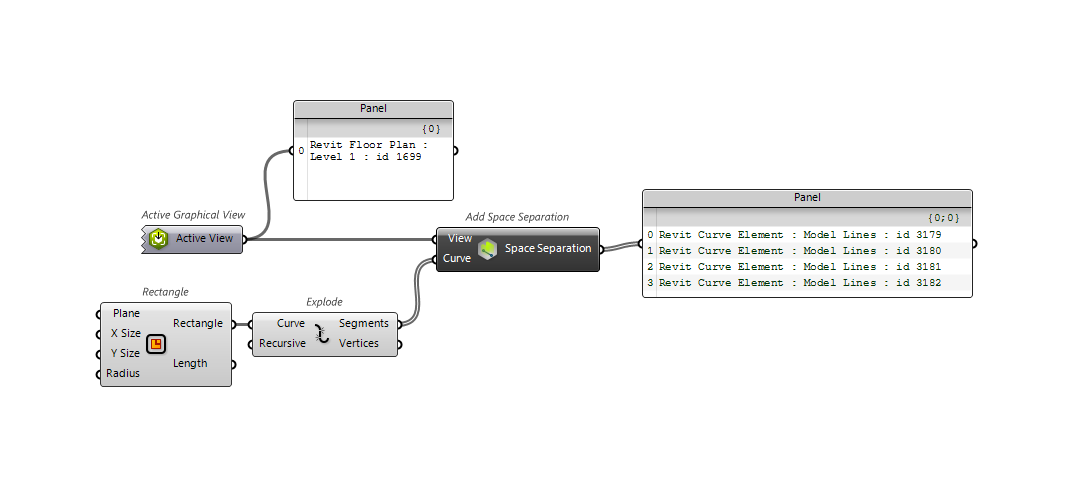 Panel
{0}
0
Revit Floor Plan :
Level 1 : id 1699
Active Graphical View
Active View
Add Space Separation
View
Curve
Space Separation
Panel
{0;0}
0 Revit Curve Element : Model Lines : id 3179
1 Revit Curve Element : Model Lines : id 3180
2 Revit Curve Element : Model Lines : id 3181
3 Revit Curve Element : Model Lines : id 3182
Rectangle
Plane
X Size
Y Size
Radius
Rectangle
Length
Explode
Curve
Recursive
Segments
Vertices